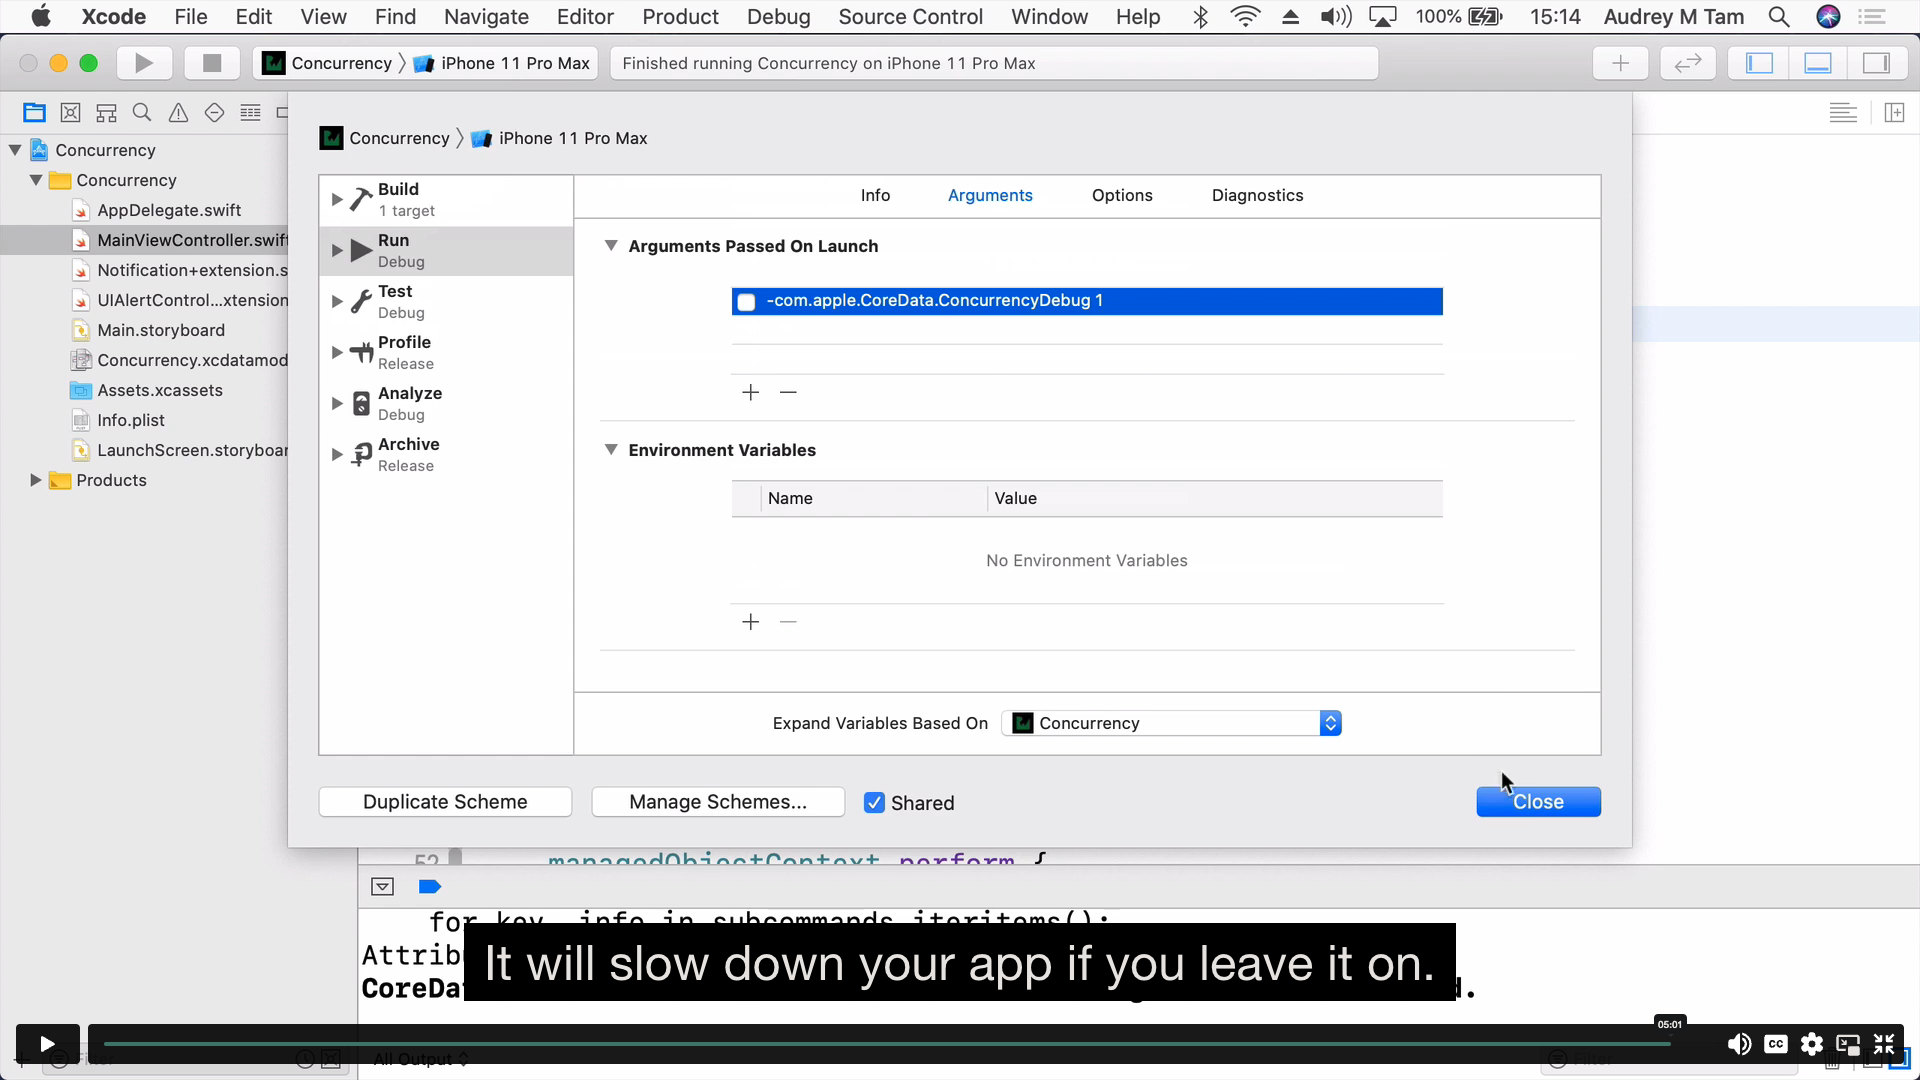 Xcode File Edit View Find Navigate Editor Product Debug Source Control Window Help 100% 15:14 Audrey M Tam
Concurrency iPhone 11 Pro Max Finished running Concurrency on iPhone 11 Pro Max
Concurrency iPhone 11 Pro Max
Concurrency
Concurrency
AppDelegate.swift
MainViewController.swift
Notification+extension.s
UIAlertControl...xtension
Main.storyboard
Concurrency.xcdatamod
Assets.xcassets
Info.plist
LaunchScreen.storyboar
Products
Build
1 target
Run
Debug
Test
Debug
Profile
Release
Analyze
Debug
Archive
Release
Info Arguments Options Diagnostics
Arguments Passed On Launch
-com.apple.CoreData.ConcurrencyDebug 1
Environment Variables
Name Value
No Environment Variables
Expand Variables Based On Concurrency
Duplicate Scheme Manage Schemes... Shared Close
52 managedObjectContext.perform {
for key, info in subcommands.iteritems():
Attrib
CoreDa d.
It will slow down your app if you leave it on.
05:01
CC
Filter All Output Filter